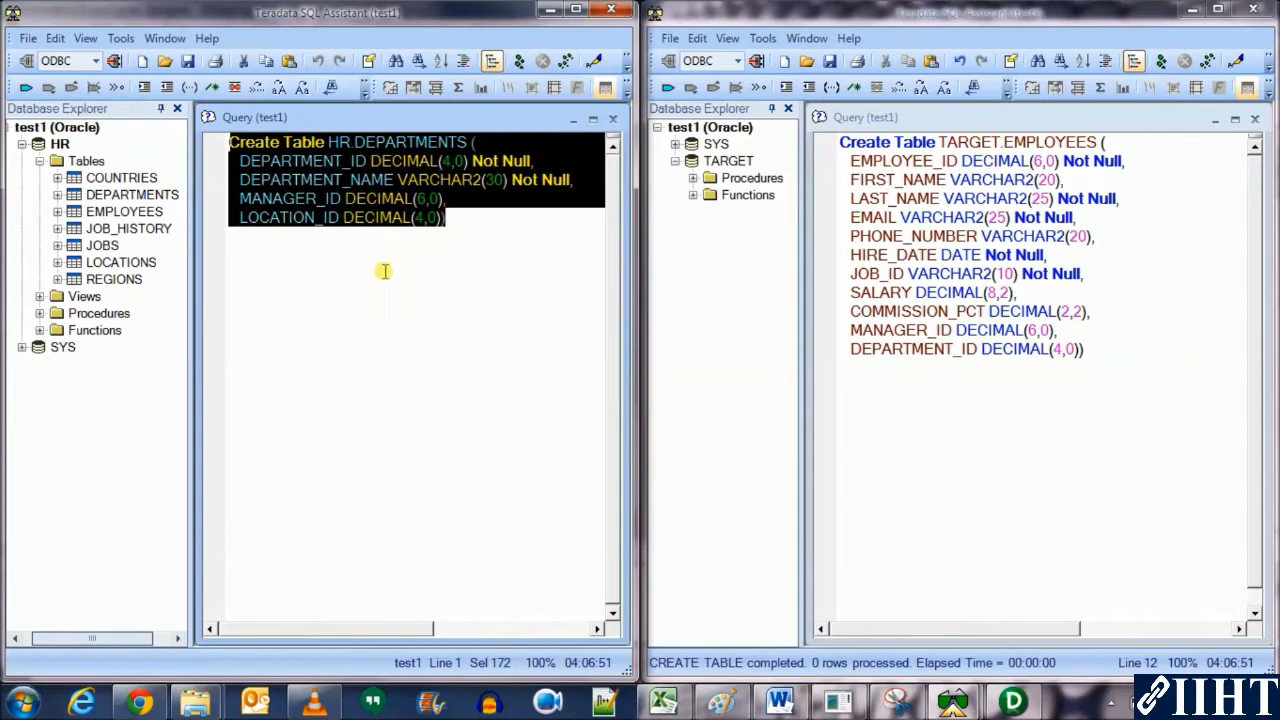 Teradata SQL Assistant (test1)
File Edit View Tools Window Help
ODBC
Database Explorer
test1 (Oracle)
HR
Tables
COUNTRIES
DEPARTMENTS
EMPLOYEES
JOB_HISTORY
JOBS
LOCATIONS
REGIONS
Views
Procedures
Functions
SYS
Query (test1)
Create Table HR.DEPARTMENTS (
DEPARTMENT_ID DECIMAL(4,0) Not Null,
DEPARTMENT_NAME VARCHAR2(30) Not Null,
MANAGER_ID DECIMAL(6,0),
LOCATION_ID DECIMAL(4,0))
test1 Line 1 Sel 172 100% 04:06:51
Teradata SQL Assistant (test1)
File Edit View Tools Window Help
ODBC
Database Explorer
test1 (Oracle)
SYS
TARGET
Procedures
Functions
Query (test1)
Create Table TARGET.EMPLOYEES (
EMPLOYEE_ID DECIMAL(6,0) Not Null,
FIRST_NAME VARCHAR2(20),
LAST_NAME VARCHAR2(25) Not Null,
EMAIL VARCHAR2(25) Not Null,
PHONE_NUMBER VARCHAR2(20),
HIRE_DATE DATE Not Null,
JOB_ID VARCHAR2(10) Not Null,
SALARY DECIMAL(8,2),
COMMISSION_PCT DECIMAL(2,2),
MANAGER_ID DECIMAL(6,0),
DEPARTMENT_ID DECIMAL(4,0))
CREATE TABLE completed. 0 rows processed. Elapsed Time = 00:00:00 Line 12 100% 04:06:51
IIHT